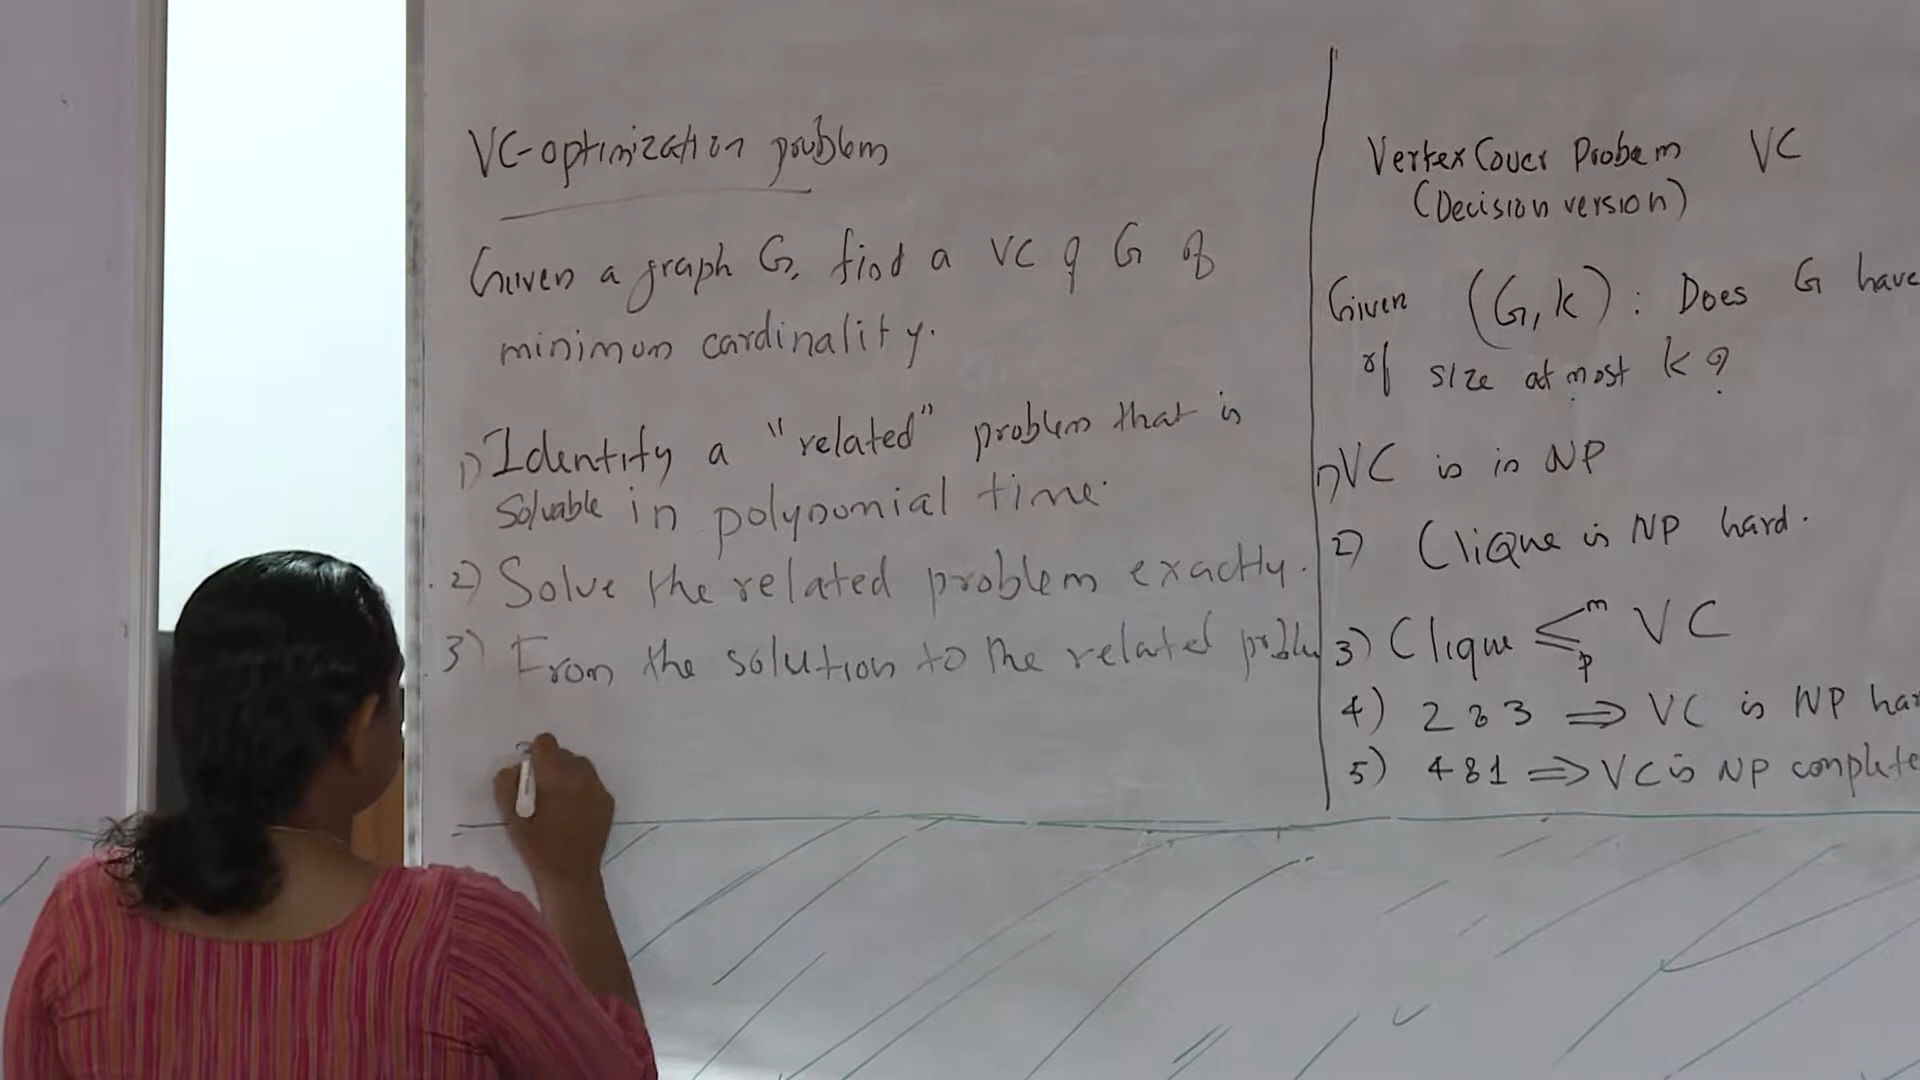 VC-optimization problem
Given a graph G, find a VC of G of
minimum cardinality.
1) Identify a "related" problem that is
Solvable in polynomial time.
2) Solve the related problem exactly.
3) From the solution to the related problem
Vertex Cover Probem VC
(Decision version)
Given (G, k) : Does G have
of size at most k ?
1) VC is in NP
2) CliQue is NP hard.
3) Clique ≤ᵐₚ VC
4) 2 & 3 ⇒ VC is NP har
5) 4 & 1 ⇒ VC is NP complete